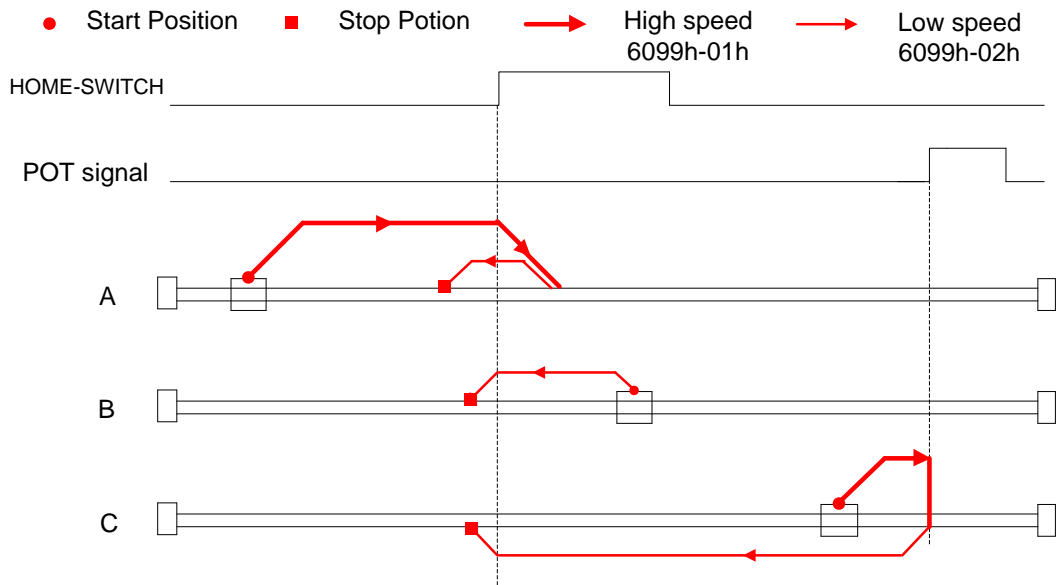 Start Position
Stop Potion
High speed
6099h-01h
Low speed
6099h-02h
HOME-SWITCH
POT signal
A
B
C